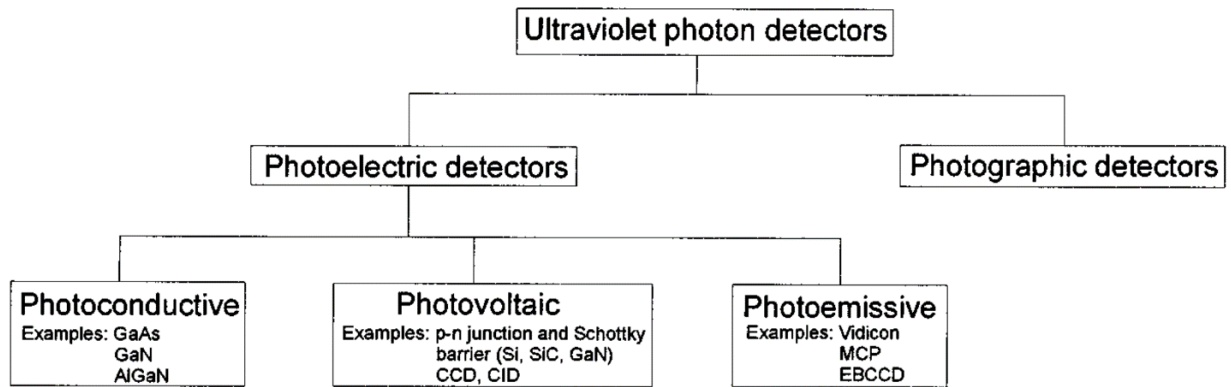 Ultraviolet photon detectors
Photoelectric detectors
Photographic detectors
Photoconductive
Examples: GaAs
GaN
AlGaN
Photovoltaic
Examples: p-n junction and Schottky
barrier (Si, SiC, GaN)
CCD, CID
Photoemissive
Examples: Vidicon
MCP
EBCCD